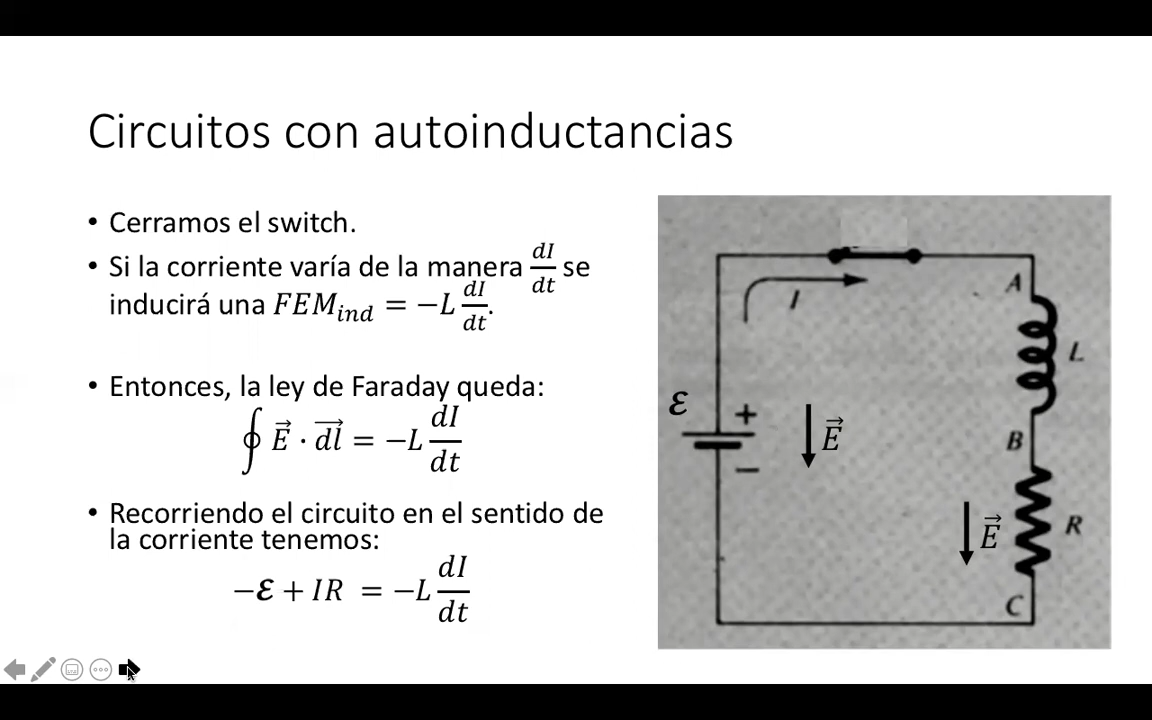 Circuitos con autoinductancias
• Cerramos el switch.
• Si la corriente varía de la manera dI/dt se
inducirá una FEM_ind = −L dI/dt.
• Entonces, la ley de Faraday queda:
∮ E⃗ · dl⃗ = −L dI/dt
• Recorriendo el circuito en el sentido de
la corriente tenemos:
−ℰ + IR = −L dI/dt
I
A
L
ℰ
+
−
E⃗
B
E⃗
R
C